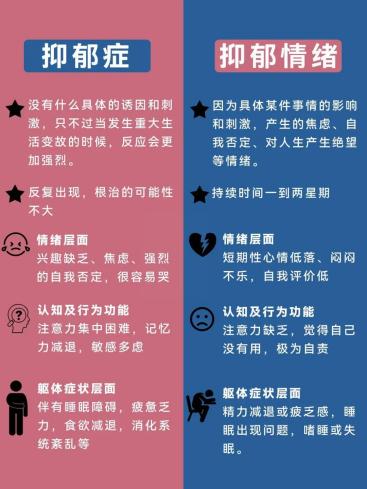 抑郁症
没有什么具体的诱因和刺
激，只不过当发生重大生
活变故的时候，反应会更
加强烈。
反复出现，根治的可能性
不大
情绪层面
兴趣缺乏、焦虑、强烈
的自我否定，很容易哭
认知及行为功能
注意力集中困难，记忆
力减退，敏感多虑
躯体症状层面
伴有睡眠障碍，疲惫乏
力，食欲减退，消化系
统紊乱等
抑郁情绪
因为具体某件事情的影响
和刺激，产生的焦虑、自
我否定、对人生产生绝望
等情绪。
持续时间一到两星期
情绪层面
短期性心情低落、闷闷
不乐，自我评价低
认知及行为功能
注意力缺乏，觉得自己
没有用，极为自责
躯体症状层面
精力减退或疲乏感，睡
眠出现问题，嗜睡或失
眠。